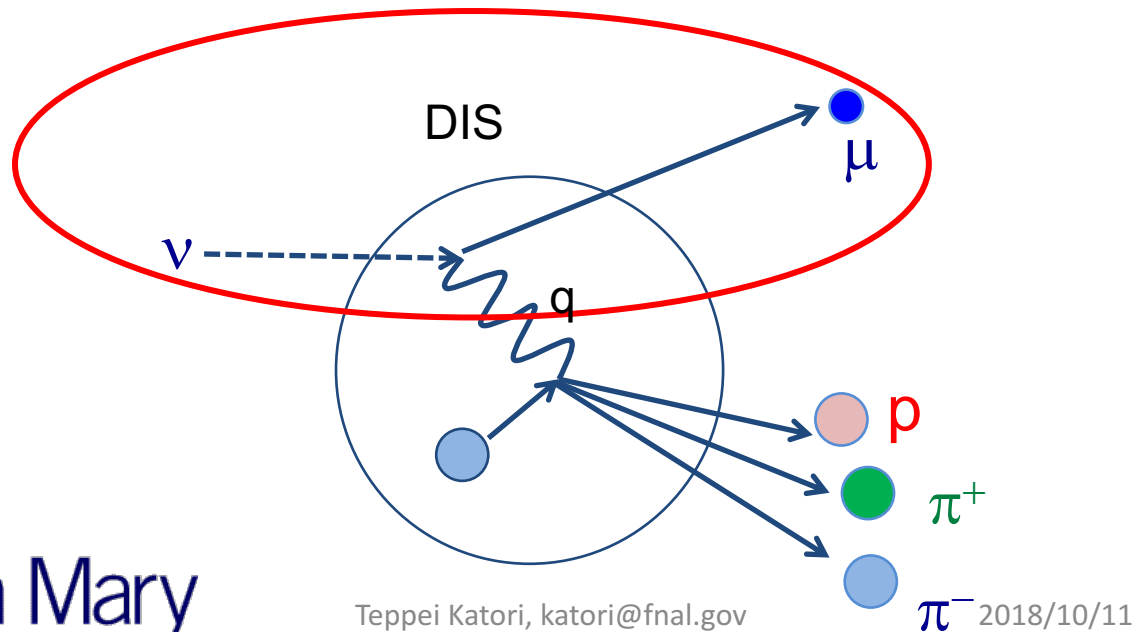 DIS
μ
ν
q
p
π⁺
π⁻
Mary
Teppei Katori, katori@fnal.gov
2018/10/11